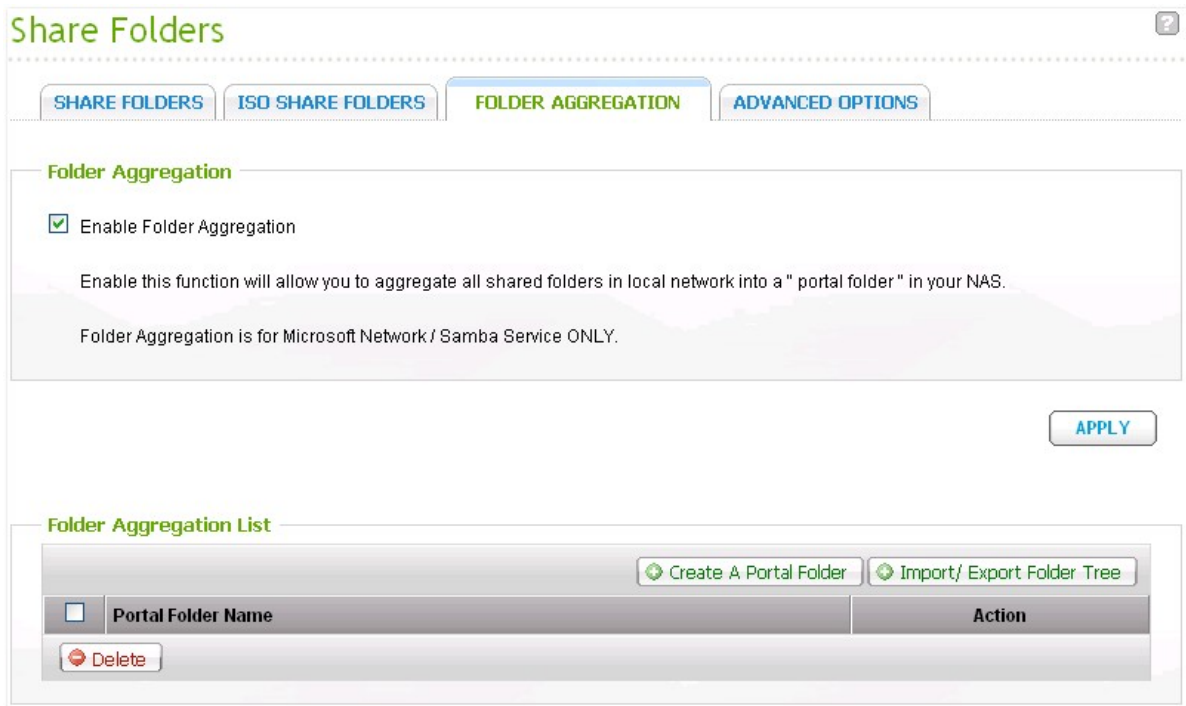 Share Folders
?
SHARE FOLDERS
ISO SHARE FOLDERS
FOLDER AGGREGATION
ADVANCED OPTIONS
Folder Aggregation
Enable Folder Aggregation
Enable this function will allow you to aggregate all shared folders in local network into a " portal folder " in your NAS.
Folder Aggregation is for Microsoft Network / Samba Service ONLY.
APPLY
Folder Aggregation List
Create A Portal Folder
Import/ Export Folder Tree
Portal Folder Name
Action
Delete